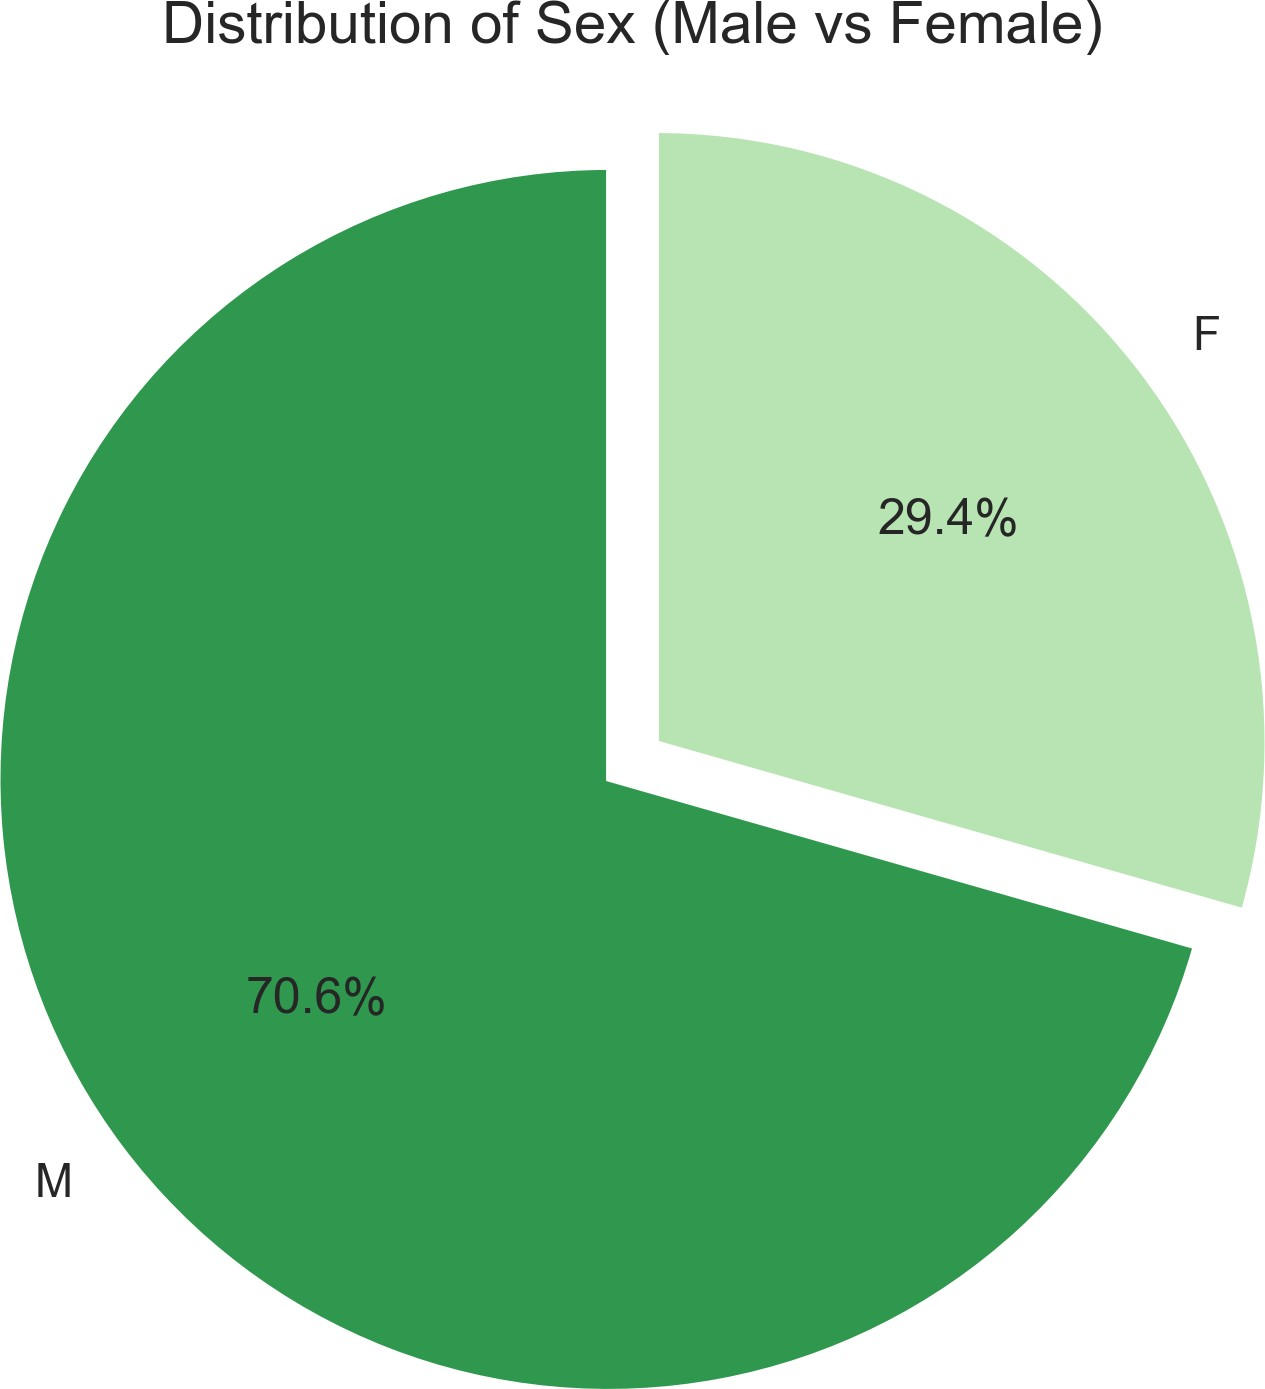 Distribution of Sex (Male vs Female)
F
29.4%
70.6%
M